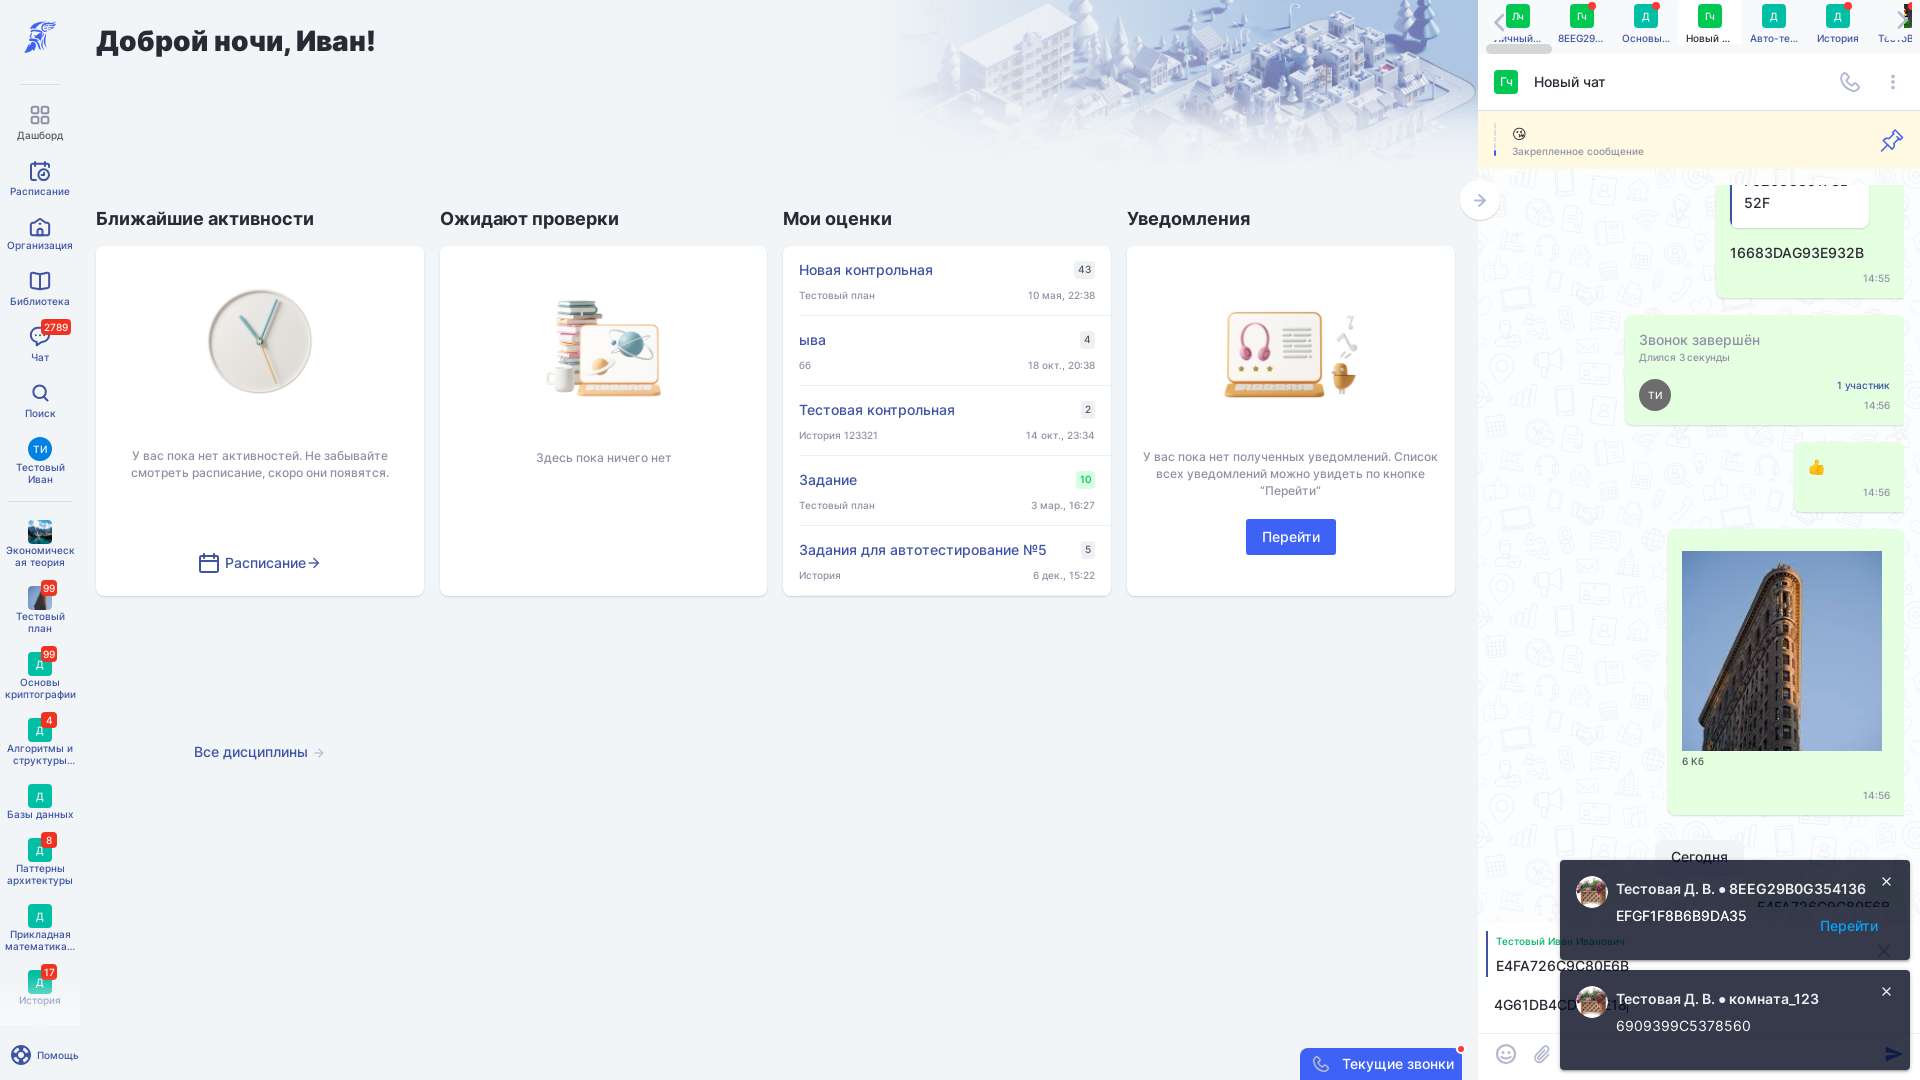 Доброй ночи, Иван!
Дашборд
Расписание
Организация
Библиотека
2789
Чат
Поиск
ТИ
Тестовый
Иван
Экономическ
ая теория
99
Тестовый
план
99
Д
Основы
криптографии
4
Д
Алгоритмы и
структуры...
Д
Базы данных
8
Д
Паттерны
архитектуры
Д
Прикладная
математика...
17
Д
История
Помощь
Ближайшие активности
У вас пока нет активностей. Не забывайте
смотреть расписание, скоро они появятся.
Расписание
Ожидают проверки
Здесь пока ничего нет
Мои оценки
Новая контрольная 43
Тестовый план 10 мая, 22:38
ыва 4
бб 18 окт., 20:38
Тестовая контрольная 2
История 123321 14 окт., 23:34
Задание 10
Тестовый план 3 мар., 16:27
Задания для автотестирование №5 5
История 6 дек., 15:22
Уведомления
У вас пока нет полученных уведомлений. Список
всех уведомлений можно увидеть по кнопке
“Перейти”
Перейти
Все дисциплины
Текущие звонки
Лч Гч Д Гч Д Д
Личный... 8EEG29... Основы... Новый ... Авто-те... История
Гч Новый чат
Закрепленное сообщение
52F
16683DAG93E932B
14:55
Звонок завершён
Длился 3 секунды
ТИ
1 участник
14:56
14:56
6 Кб
14:56
Сегодня
Тестовая Д. В. ● 8EEG29B0G354136
EFGF1F8B6B9DA35
Перейти
Тестовый Иван Иванович
E4FA726C9C80E6B
Тестовая Д. В. ● комната_123
6909399C5378560